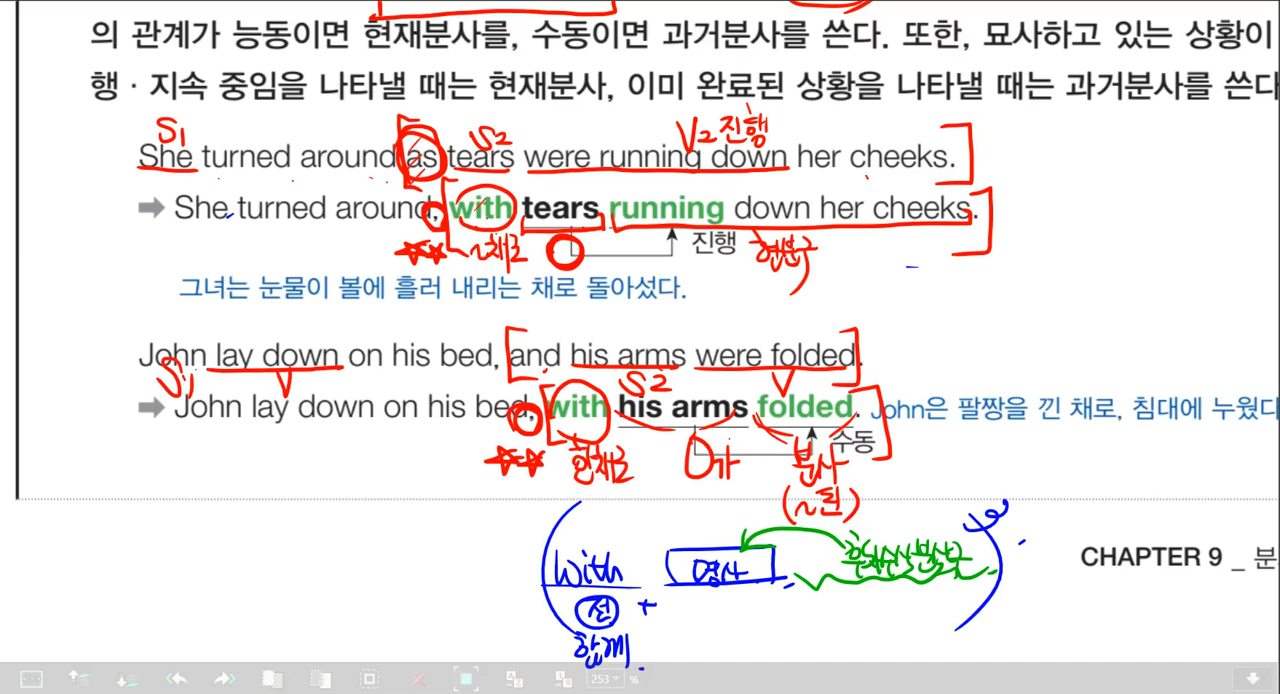 의 관계가 능동이면 현재분사를, 수동이면 과거분사를 쓴다. 또한, 묘사하고 있는 상황이
행 · 지속 중임을 나타낼 때는 현재분사, 이미 완료된 상황을 나타낼 때는 과거분사를 쓴다
S1 S2 V2 진행
She turned around as tears were running down her cheeks.
➡ She turned around, with tears running down her cheeks.
~채로 진행 현분구
그녀는 눈물이 볼에 흘러 내리는 채로 돌아섰다.
John lay down on his bed, and his arms were folded.
S1 V S2 V
➡ John lay down on his bed, with his arms folded. John은 팔짱을 낀 채로, 침대에 누웠다
한채로 O가 분사 수동
(~된)
with + 명사
전
함께.
CHAPTER 9 _ 분
253 %